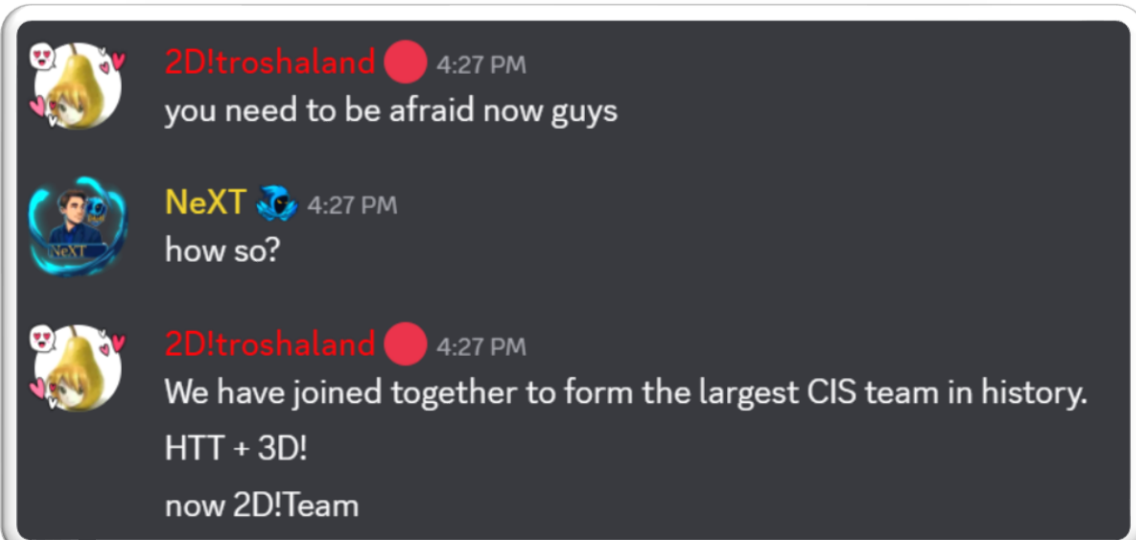 2D!troshaland 4:27 PM
you need to be afraid now guys
NeXT 4:27 PM
NeXT
how so?
2D!troshaland 4:27 PM
We have joined together to form the largest CIS team in history.
HTT + 3D!
now 2D!Team